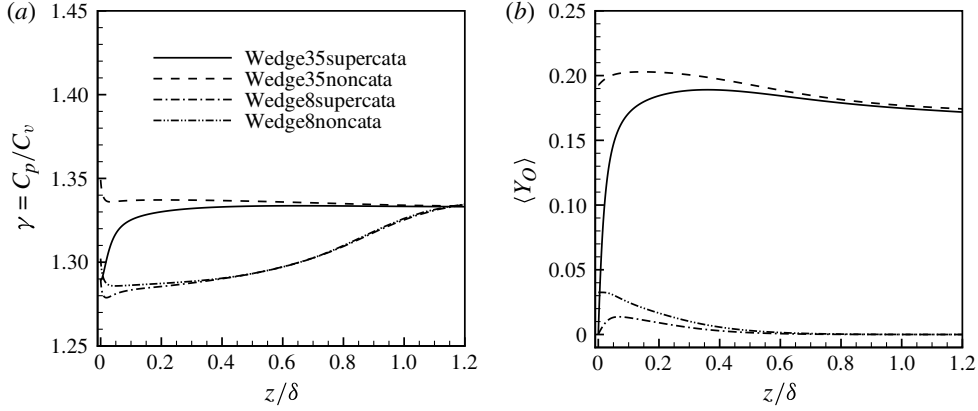 (a)
1.45
1.40
1.35
1.30
1.25
γ = C_p/C_v
0
0.2
0.4
0.6
0.8
1.0
1.2
z/δ
Wedge35supercata
Wedge35noncata
Wedge8supercata
Wedge8noncata
(b)
0.25
0.20
0.15
0.10
0.05
0
⟨Y_O⟩
0
0.2
0.4
0.6
0.8
1.0
1.2
z/δ